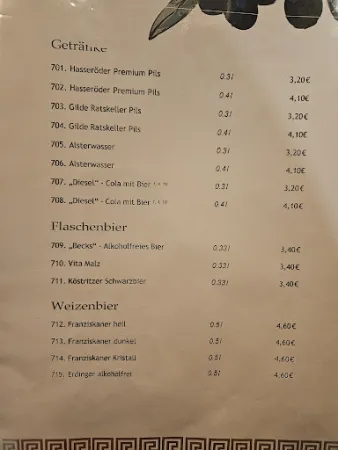 Getränke
701. Hasseröder Premium Pils 0.3l 3,20€
702. Hasseröder Premium Pils 0.4l 4,10€
703. Gilde Ratskeller Pils 0.3l 3,20€
704. Gilde Ratskeller Pils 0.4l 4,10€
705. Alsterwasser 0.3l 3,20€
706. Alsterwasser 0.4l 4,10€
707. „Diesel“ - Cola mit Bier 0.3l 3,20€
708. „Diesel“ - Cola mit Bier 0.4l 4,10€
Flaschenbier
709. „Becks“ - Alkoholfreies Bier 0.33l 3,40€
710. Vita Malz 0.33l 3,40€
711. Köstritzer Schwarzbier 0.33l 3,40€
Weizenbier
712. Franziskaner hell 0.5l 4,60€
713. Franziskaner dunkel 0.5l 4,60€
714. Franziskaner Kristall 0.5l 4,60€
715. Erdinger alkoholfrei 0.5l 4,60€